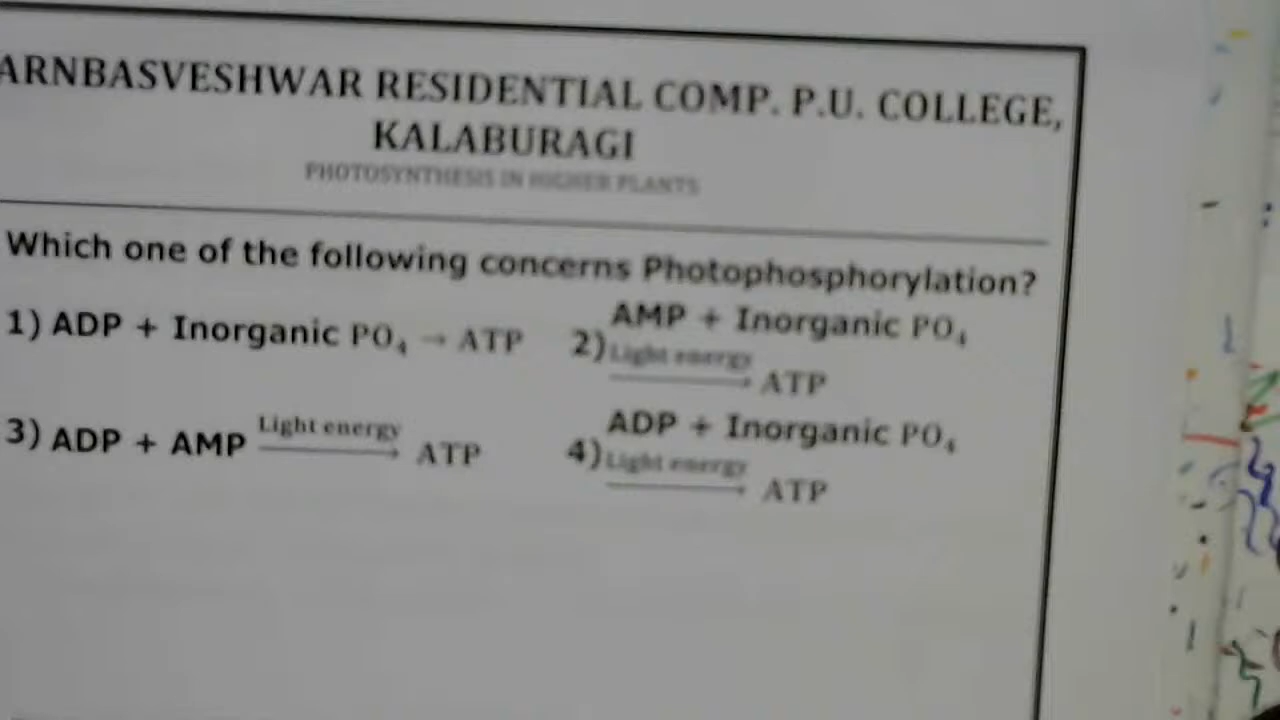 ARNBASVESHWAR RESIDENTIAL COMP. P.U. COLLEGE,
KALABURAGI
PHOTOSYNTHESIS IN HIGHER PLANTS
Which one of the following concerns Photophosphorylation?
1) ADP + Inorganic PO₄ → ATP
2) AMP + Inorganic PO₄
Light energy
⟶ ATP
3) ADP + AMP Light energy ⟶ ATP
4) ADP + Inorganic PO₄
Light energy
⟶ ATP